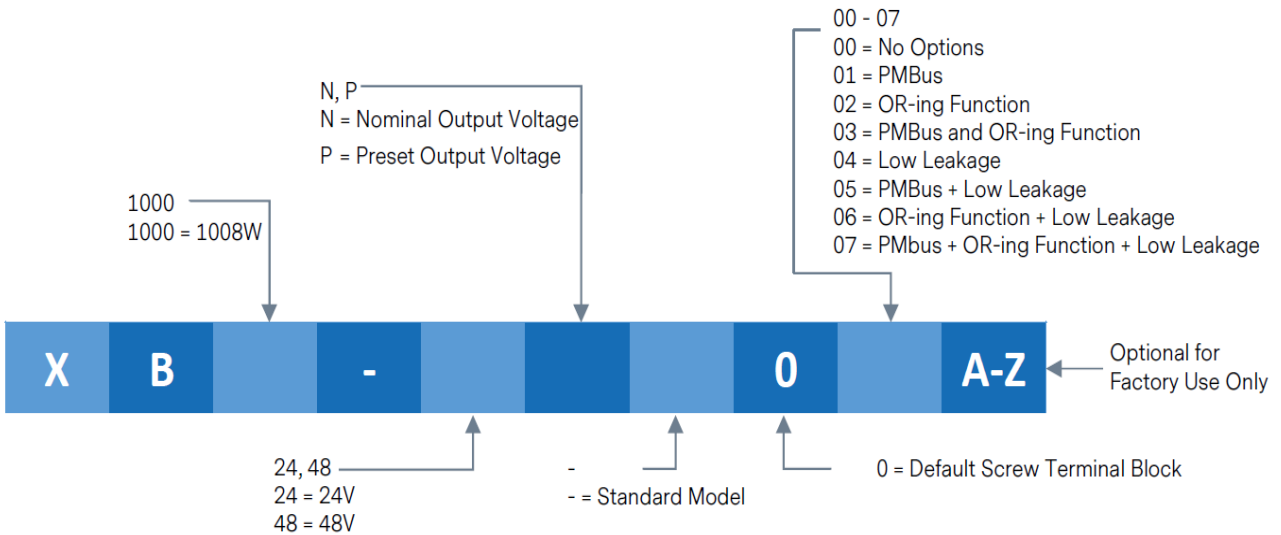 00 - 07
00 = No Options
01 = PMBus
02 = OR-ing Function
03 = PMBus and OR-ing Function
04 = Low Leakage
05 = PMBus + Low Leakage
06 = OR-ing Function + Low Leakage
07 = PMbus + OR-ing Function + Low Leakage
N, P
N = Nominal Output Voltage
P = Preset Output Voltage
1000
1000 = 1008W
X B - 0 A-Z
Optional for
Factory Use Only
24, 48
24 = 24V
48 = 48V
-
- = Standard Model
0 = Default Screw Terminal Block